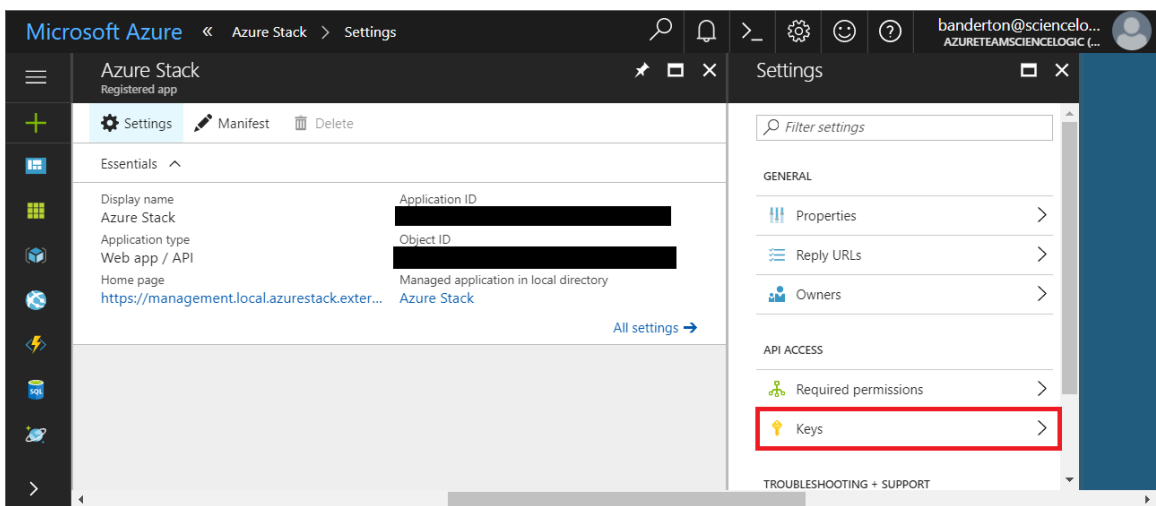 Microsoft Azure « Azure Stack > Settings
banderton@sciencelo...
AZURETEAMSCIENCELOGIC (...
Azure Stack
Registered app
Settings Manifest Delete
Essentials
Display name
Azure Stack
Application ID
Application type
Web app / API
Object ID
Home page
https://management.local.azurestack.exter...
Managed application in local directory
Azure Stack
All settings →
Settings
Filter settings
GENERAL
Properties
Reply URLs
Owners
API ACCESS
Required permissions
Keys
TROUBLESHOOTING + SUPPORT
SQL